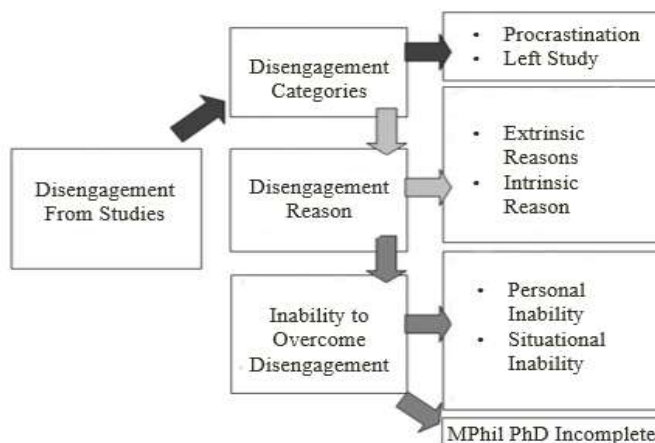 Disengagement
From Studies
Disengagement
Categories
• Procrastination
• Left Study
Disengagement
Reason
• Extrinsic
Reasons
• Intrinsic
Reason
Inability to
Overcome
Disengagement
• Personal
Inability
• Situational
Inability
MPhil PhD Incomplete